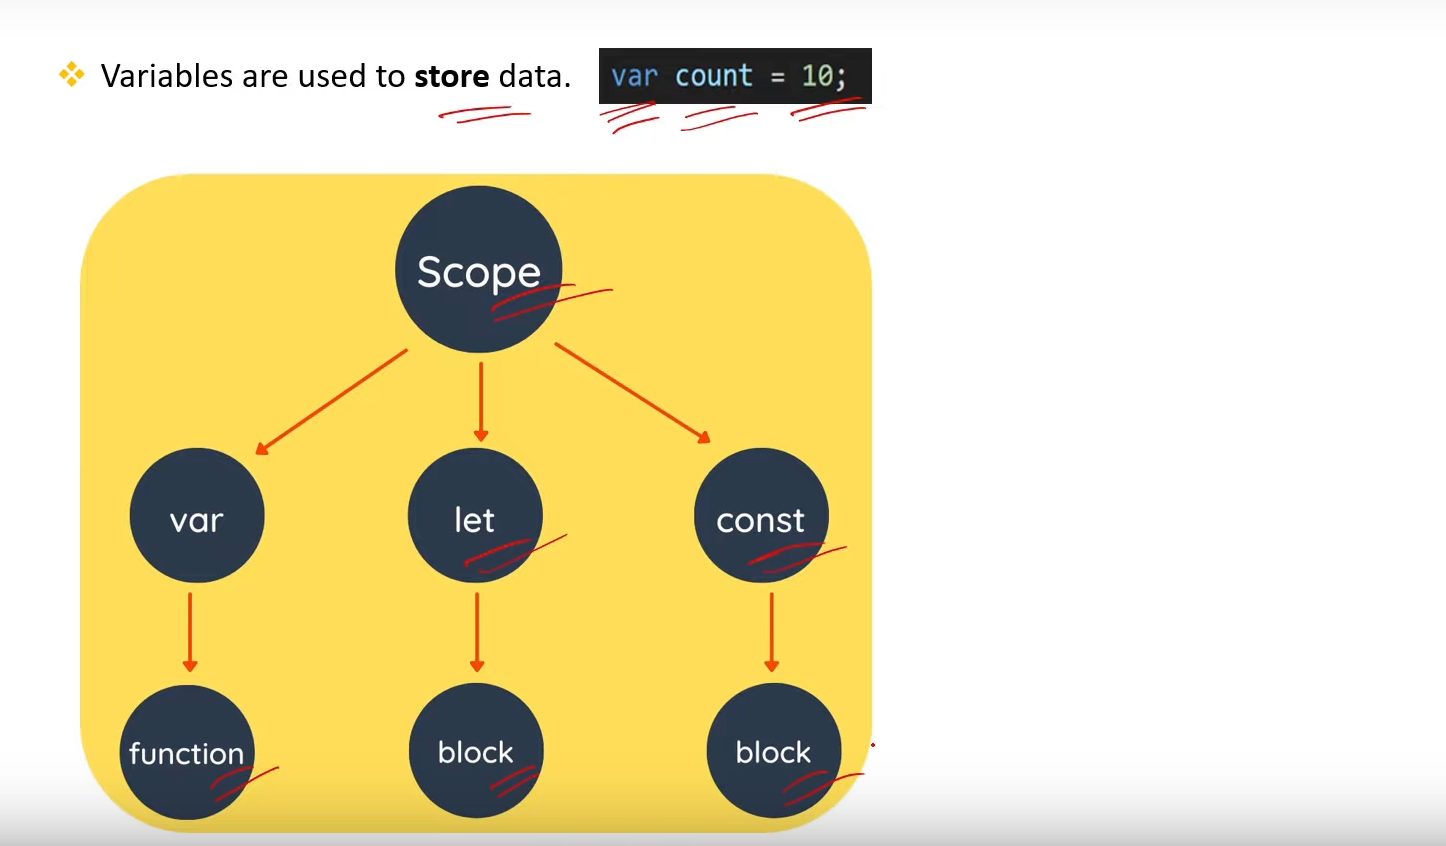 Variables are used to store data.
var count = 10;
Scope
var
let
const
function
block
block